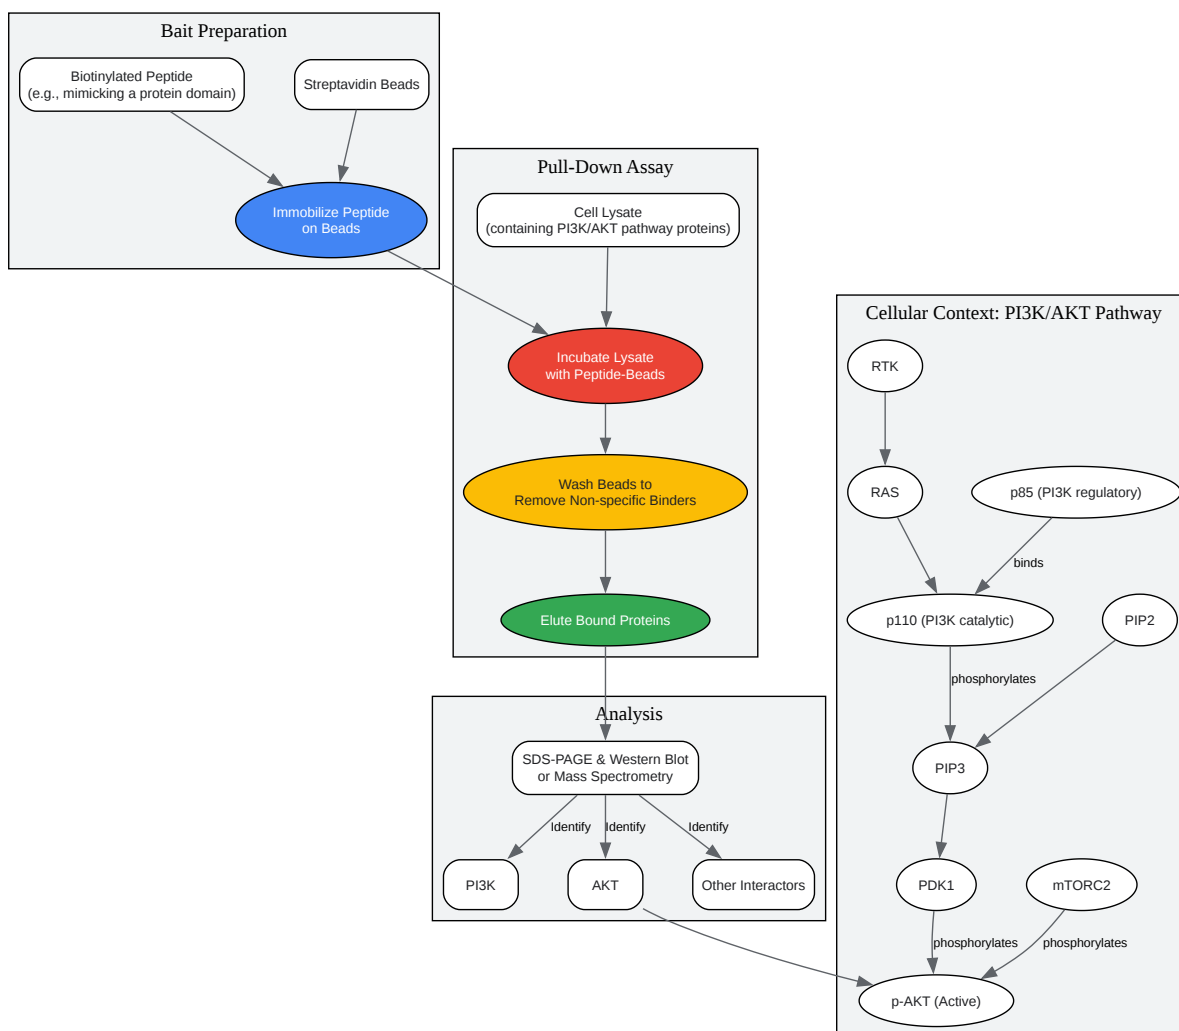 Bait Preparation
Biotinylated Peptide
(e.g., mimicking a protein domain)
Streptavidin Beads
Immobilize Peptide
on Beads
Pull-Down Assay
Cell Lysate
(containing PI3K/AKT pathway proteins)
Incubate Lysate
with Peptide-Beads
Wash Beads to
Remove Non-specific Binders
Elute Bound Proteins
Analysis
SDS-PAGE & Western Blot
or Mass Spectrometry
Identify
Identify
Identify
PI3K
AKT
Other Interactors
Cellular Context: PI3K/AKT Pathway
RTK
RAS
p85 (PI3K regulatory)
binds
p110 (PI3K catalytic)
PIP2
phosphorylates
PIP3
PDK1
mTORC2
phosphorylates
phosphorylates
p-AKT (Active)